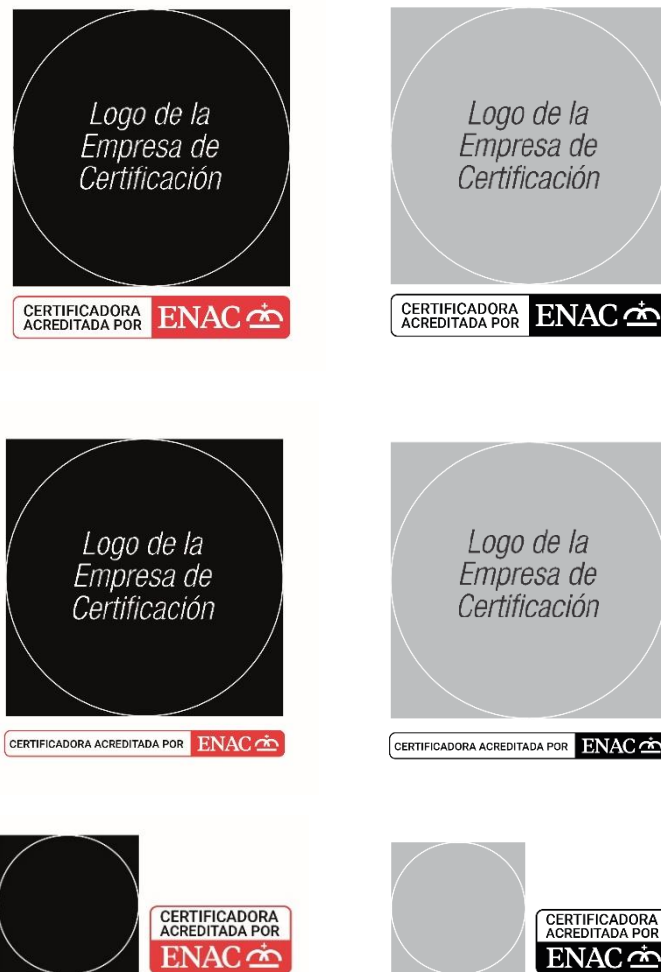 Logo de la
Empresa de
Certificación
CERTIFICADORA
ACREDITADA POR
ENAC
Logo de la
Empresa de
Certificación
CERTIFICADORA
ACREDITADA POR
ENAC
Logo de la
Empresa de
Certificación
CERTIFICADORA ACREDITADA POR ENAC
Logo de la
Empresa de
Certificación
CERTIFICADORA ACREDITADA POR ENAC
CERTIFICADORA
ACREDITADA POR
ENAC
CERTIFICADORA
ACREDITADA POR
ENAC